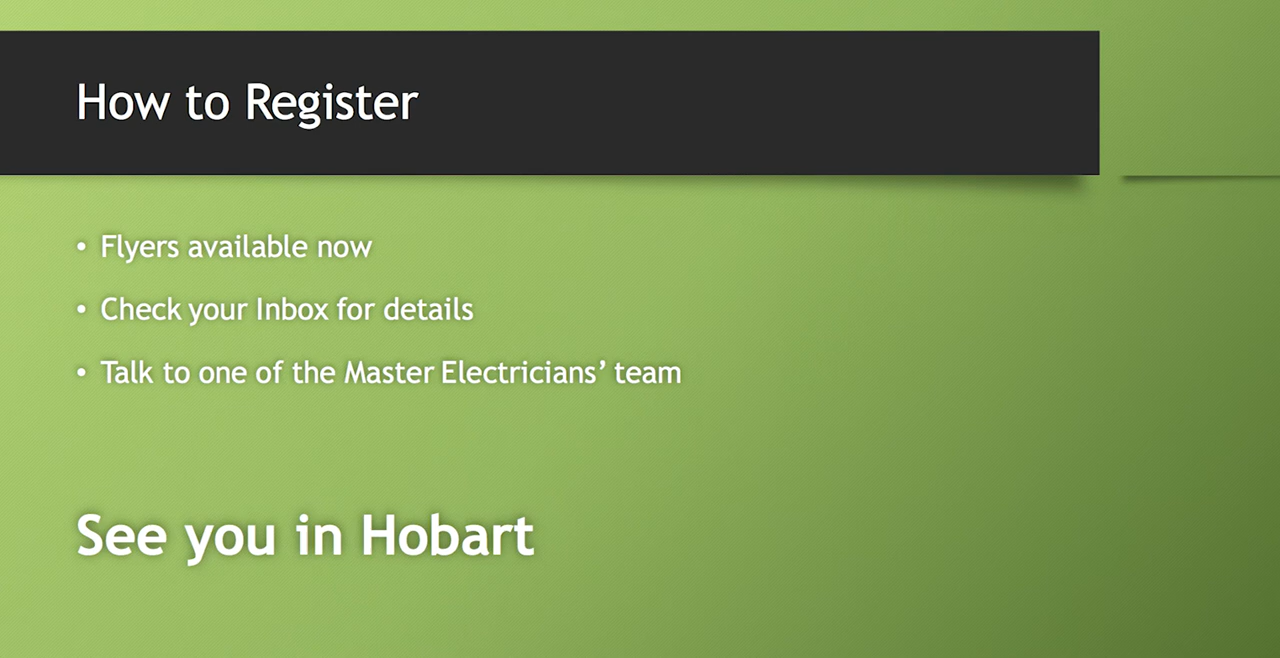 How to Register
• Flyers available now
• Check your Inbox for details
• Talk to one of the Master Electricians’ team
See you in Hobart